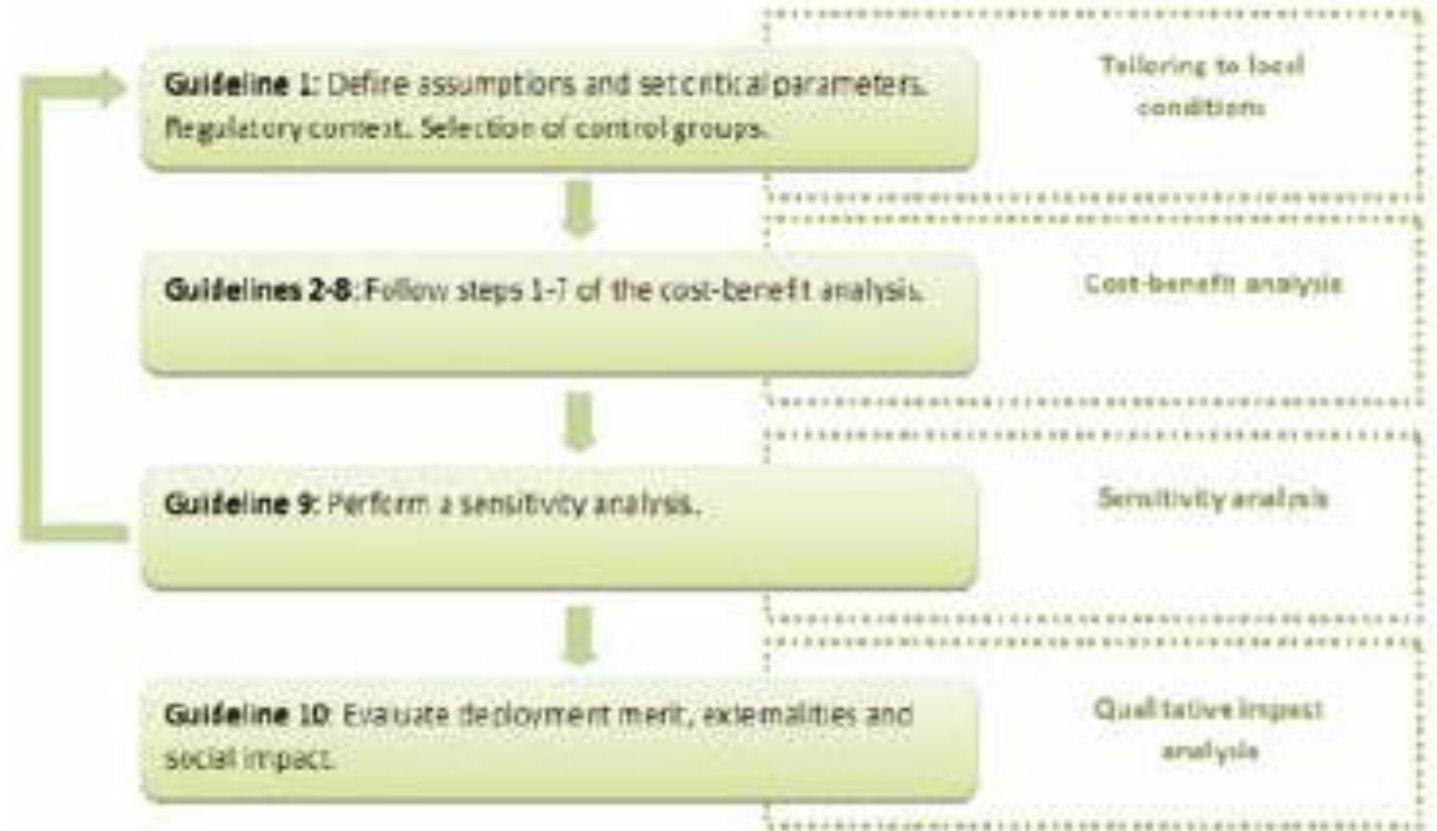 Guideline 1: Define assumptions and set critical parameters.
Regulatory context. Selection of control groups.
Tailoring to local
conditions
Guidelines 2-8: Follow steps 1-7 of the cost-benefit analysis.
Cost-benefit analysis
Guideline 9: Perform a sensitivity analysis.
Sensitivity analysis
Guideline 10: Evaluate deployment merit, externalities and
social impact.
Qualitative impact
analysis